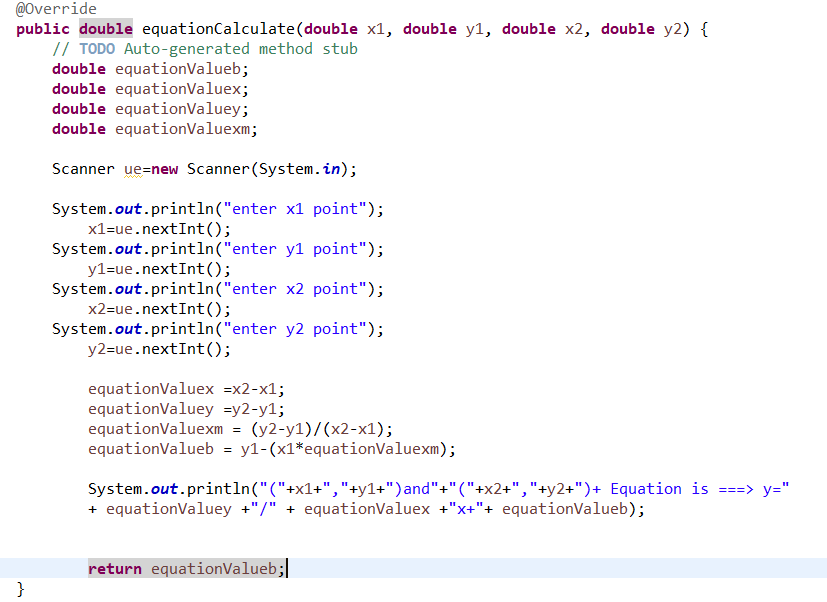 @Override
public double equationCalculate(double x1, double y1, double x2, double y2) {
// TODO Auto-generated method stub
double equationValueb;
double equationValuex;
double equationValuey;
double equationValuexm;
Scanner ue=new Scanner(System.in);
System.out.println("enter x1 point");
x1=ue.nextInt();
System.out.println("enter y1 point");
y1=ue.nextInt();
System.out.println("enter x2 point");
x2=ue.nextInt();
System.out.println("enter y2 point");
y2=ue.nextInt();
equationValuex =x2-x1;
equationValuey =y2-y1;
equationValuexm = (y2-y1)/(x2-x1);
equationValueb = y1-(x1*equationValuexm);
System.out.println("("+x1+","+y1+")and"+"("+x2+","+y2+")+ Equation is ===> y="
+ equationValuey +"/" + equationValuex +"x+"+ equationValueb);
return equationValueb;
}